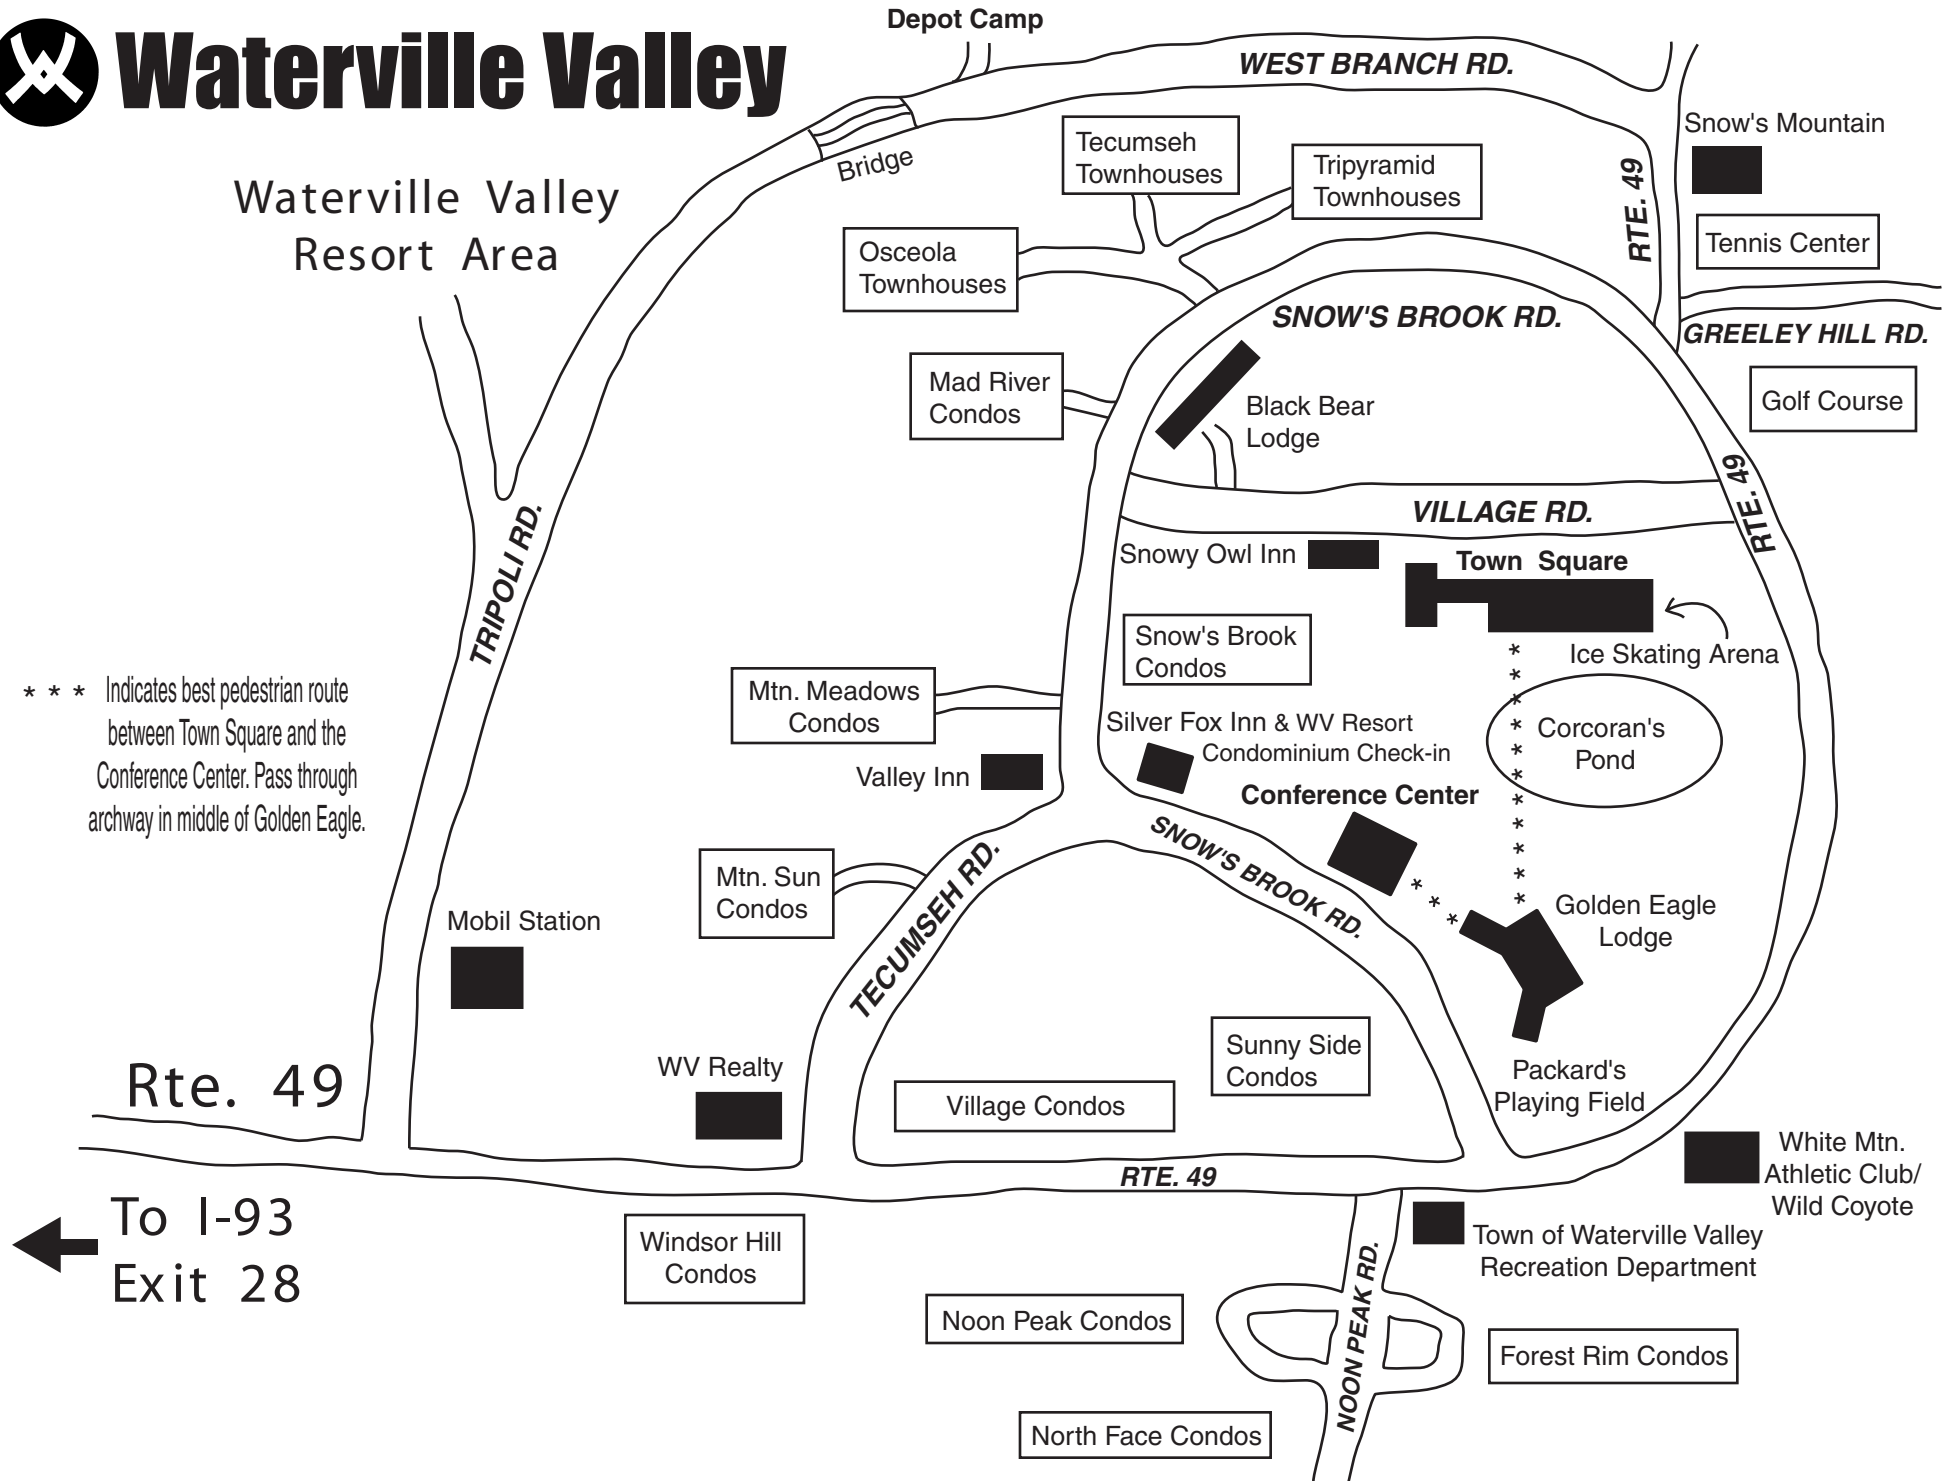 Depot Camp
Waterville Valley
WEST BRANCH RD.
Snow's Mountain
Bridge
Tecumseh
Townhouses
Tripyramid
Townhouses
RTE. 49
Waterville Valley
Resort Area
Tennis Center
Osceola
Townhouses
SNOW'S BROOK RD.
GREELEY HILL RD.
Mad River
Condos
Black Bear
Lodge
Golf Course
RTE. 49
VILLAGE RD.
TRIPOLI RD.
Snowy Owl Inn
Town Square
Snow's Brook
Condos
Ice Skating Arena
* * * Indicates best pedestrian route
between Town Square and the
Conference Center. Pass through
archway in middle of Golden Eagle.
Mtn. Meadows
Condos
Silver Fox Inn & WV Resort
Condominium Check-in
Corcoran's
Pond
Valley Inn
Conference Center
SNOW'S BROOK RD.
Mtn. Sun
Condos
TECUMSEH RD.
Mobil Station
Golden Eagle
Lodge
WV Realty
Sunny Side
Condos
Village Condos
Packard's
Playing Field
Rte. 49
RTE. 49
White Mtn.
Athletic Club/
Wild Coyote
To I-93
Exit 28
Windsor Hill
Condos
Town of Waterville Valley
Recreation Department
NOON PEAK RD.
Noon Peak Condos
Forest Rim Condos
North Face Condos